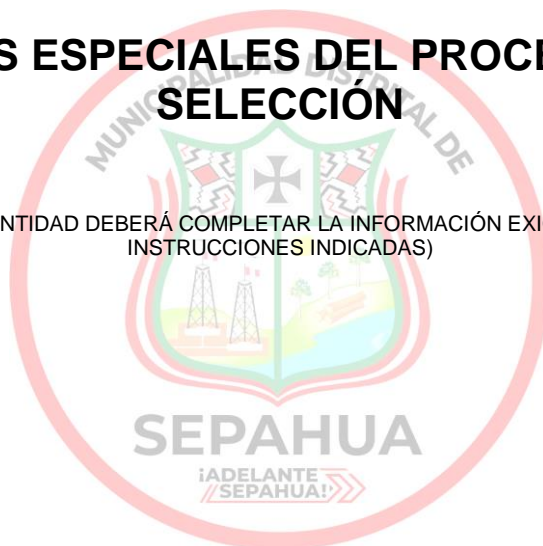 S ESPECIALES DEL PROCE
SELECCIÓN
MUNICIPALIDAD DISTRITAL DE
NTIDAD DEBERÁ COMPLETAR LA INFORMACIÓN EXI
INSTRUCCIONES INDICADAS)
SEPAHUA
¡ADELANTE
SEPAHUA!